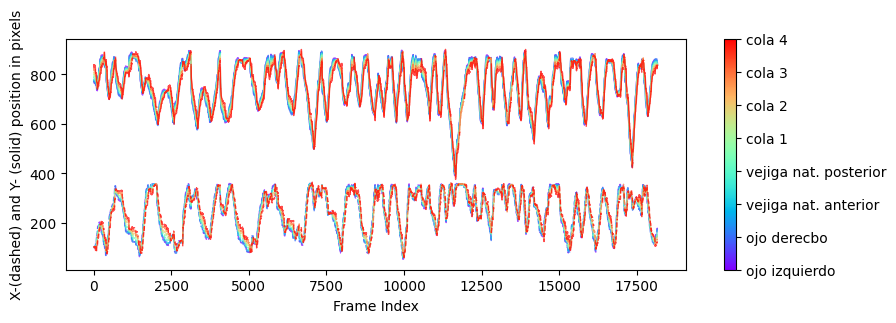 X-(dashed) and Y- (solid) position in pixels
800
600
400
200
0
2500
5000
7500
10000
12500
15000
17500
Frame Index
cola 4
cola 3
cola 2
cola 1
vejiga nat. posterior
vejiga nat. anterior
ojo derecbo
ojo izquierdo